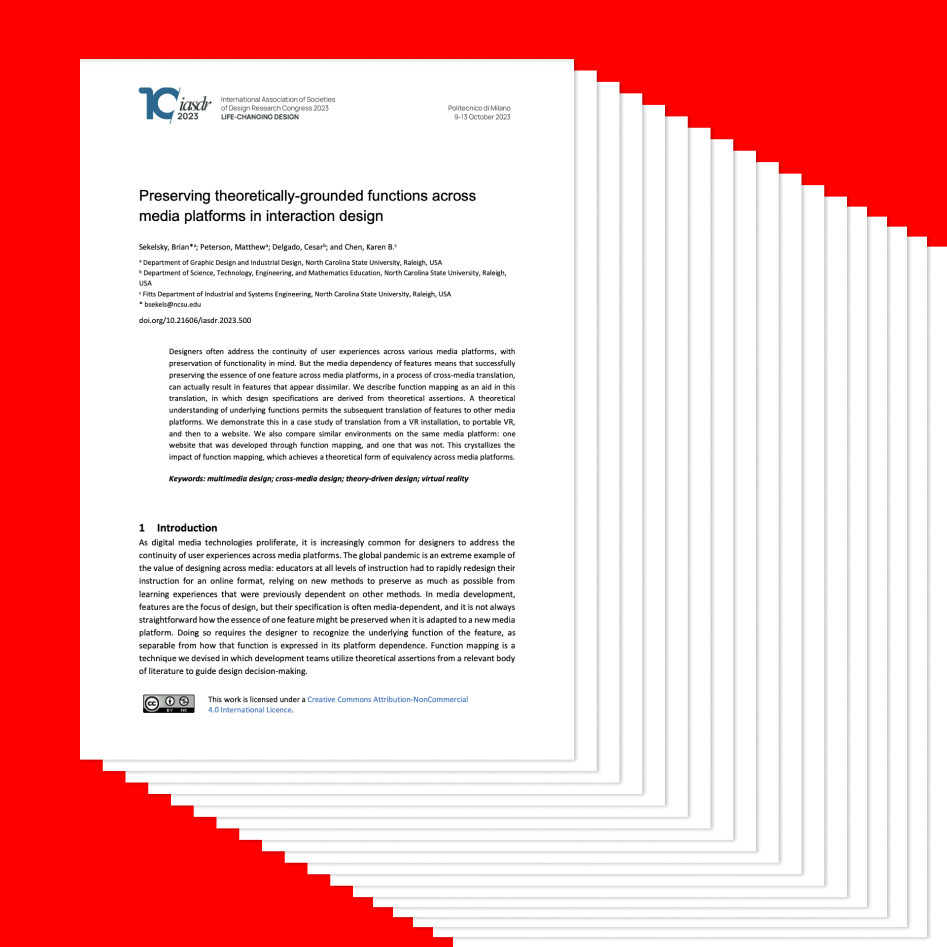 10 iasdr
2023
International Association of Societies
of Design Research Congress 2023
LIFE-CHANGING DESIGN
Politecnico di Milano
9-13 October 2023
Preserving theoretically-grounded functions across
media platforms in interaction design
Sekelsky, Brian*ᵃ; Peterson, Matthewᵃ; Delgado, Cesarᵇ; and Chen, Karen B.ᶜ
ᵃ Department of Graphic Design and Industrial Design, North Carolina State University, Raleigh, USA
ᵇ Department of Science, Technology, Engineering, and Mathematics Education, North Carolina State University, Raleigh,
USA
ᶜ Fitts Department of Industrial and Systems Engineering, North Carolina State University, Raleigh, USA
* bsekels@ncsu.edu
doi.org/10.21606/iasdr.2023.500
Designers often address the continuity of user experiences across various media platforms, with
preservation of functionality in mind. But the media dependency of features means that successfully
preserving the essence of one feature across media platforms, in a process of cross-media translation,
can actually result in features that appear dissimilar. We describe function mapping as an aid in this
translation, in which design specifications are derived from theoretical assertions. A theoretical
understanding of underlying functions permits the subsequent translation of features to other media
platforms. We demonstrate this in a case study of translation from a VR installation, to portable VR,
and then to a website. We also compare similar environments on the same media platform: one
website that was developed through function mapping, and one that was not. This crystallizes the
impact of function mapping, which achieves a theoretical form of equivalency across media platforms.
Keywords: multimedia design; cross-media design; theory-driven design; virtual reality
1 Introduction
As digital media technologies proliferate, it is increasingly common for designers to address the
continuity of user experiences across media platforms. The global pandemic is an extreme example of
the value of designing across media: educators at all levels of instruction had to rapidly redesign their
instruction for an online format, relying on new methods to preserve as much as possible from
learning experiences that were previously dependent on other methods. In media development,
features are the focus of design, but their specification is often media-dependent, and it is not always
straightforward how the essence of one feature might be preserved when it is adapted to a new media
platform. Doing so requires the designer to recognize the underlying function of the feature, as
separable from how that function is expressed in its platform dependence. Function mapping is a
technique we devised in which development teams utilize theoretical assertions from a relevant body
of literature to guide design decision-making.
cc BY NC
This work is licensed under a Creative Commons Attribution-NonCommercial
4.0 International Licence.